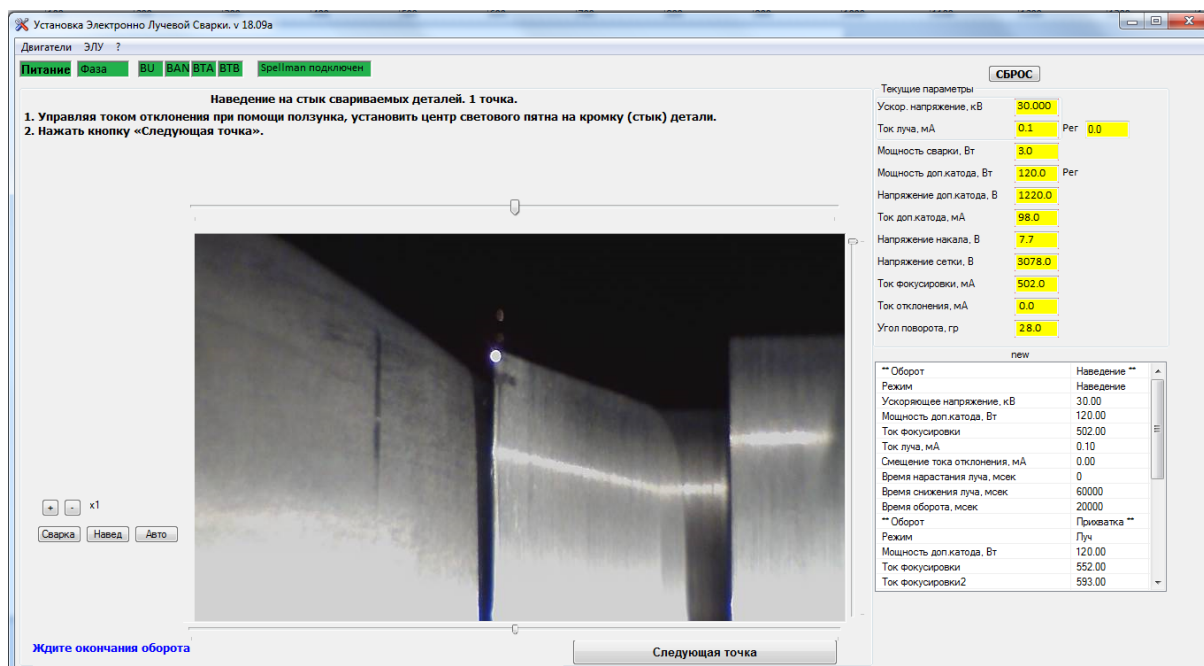 Установка Электронно Лучевой Сварки. v 18.09a
Двигатели ЭЛУ ?
Питание Фаза BU BAN BTA BTB Spellman подключен
СБРОС
Наведение на стык свариваемых деталей. 1 точка.
1. Управляя током отклонения при помощи ползунка, установить центр светового пятна на кромку (стык) детали.
2. Нажать кнопку «Следующая точка».
Текущие параметры
Ускор. напряжение, кВ 30.000
Ток луча, мА 0.1 Рег 0.0
Мощность сварки, Вт 3.0
Мощность доп.катода, Вт 120.0 Рег
Напряжение доп.катода, В 1220.0
Ток доп.катода, мА 98.0
Напряжение накала, В 7.7
Напряжение сетки, В 3078.0
Ток фокусировки, мА 502.0
Ток отклонения, мА 0.0
Угол поворота, гр 28.0
new
** Оборот Наведение **
Режим Наведение
Ускоряющее напряжение, кВ 30.00
Мощность доп.катода, Вт 120.00
Ток фокусировки 502.00
Ток луча, мА 0.10
Смещение тока отклонения, мА 0.00
Время нарастания луча, мсек 0
Время снижения луча, мсек 60000
Время оборота, мсек 20000
** Оборот Прихватка **
Режим Луч
Мощность доп.катода, Вт 120.00
Ток фокусировки 552.00
Ток фокусировки2 593.00
+ - x1
Сварка Навед Авто
Ждите окончания оборота
Следующая точка